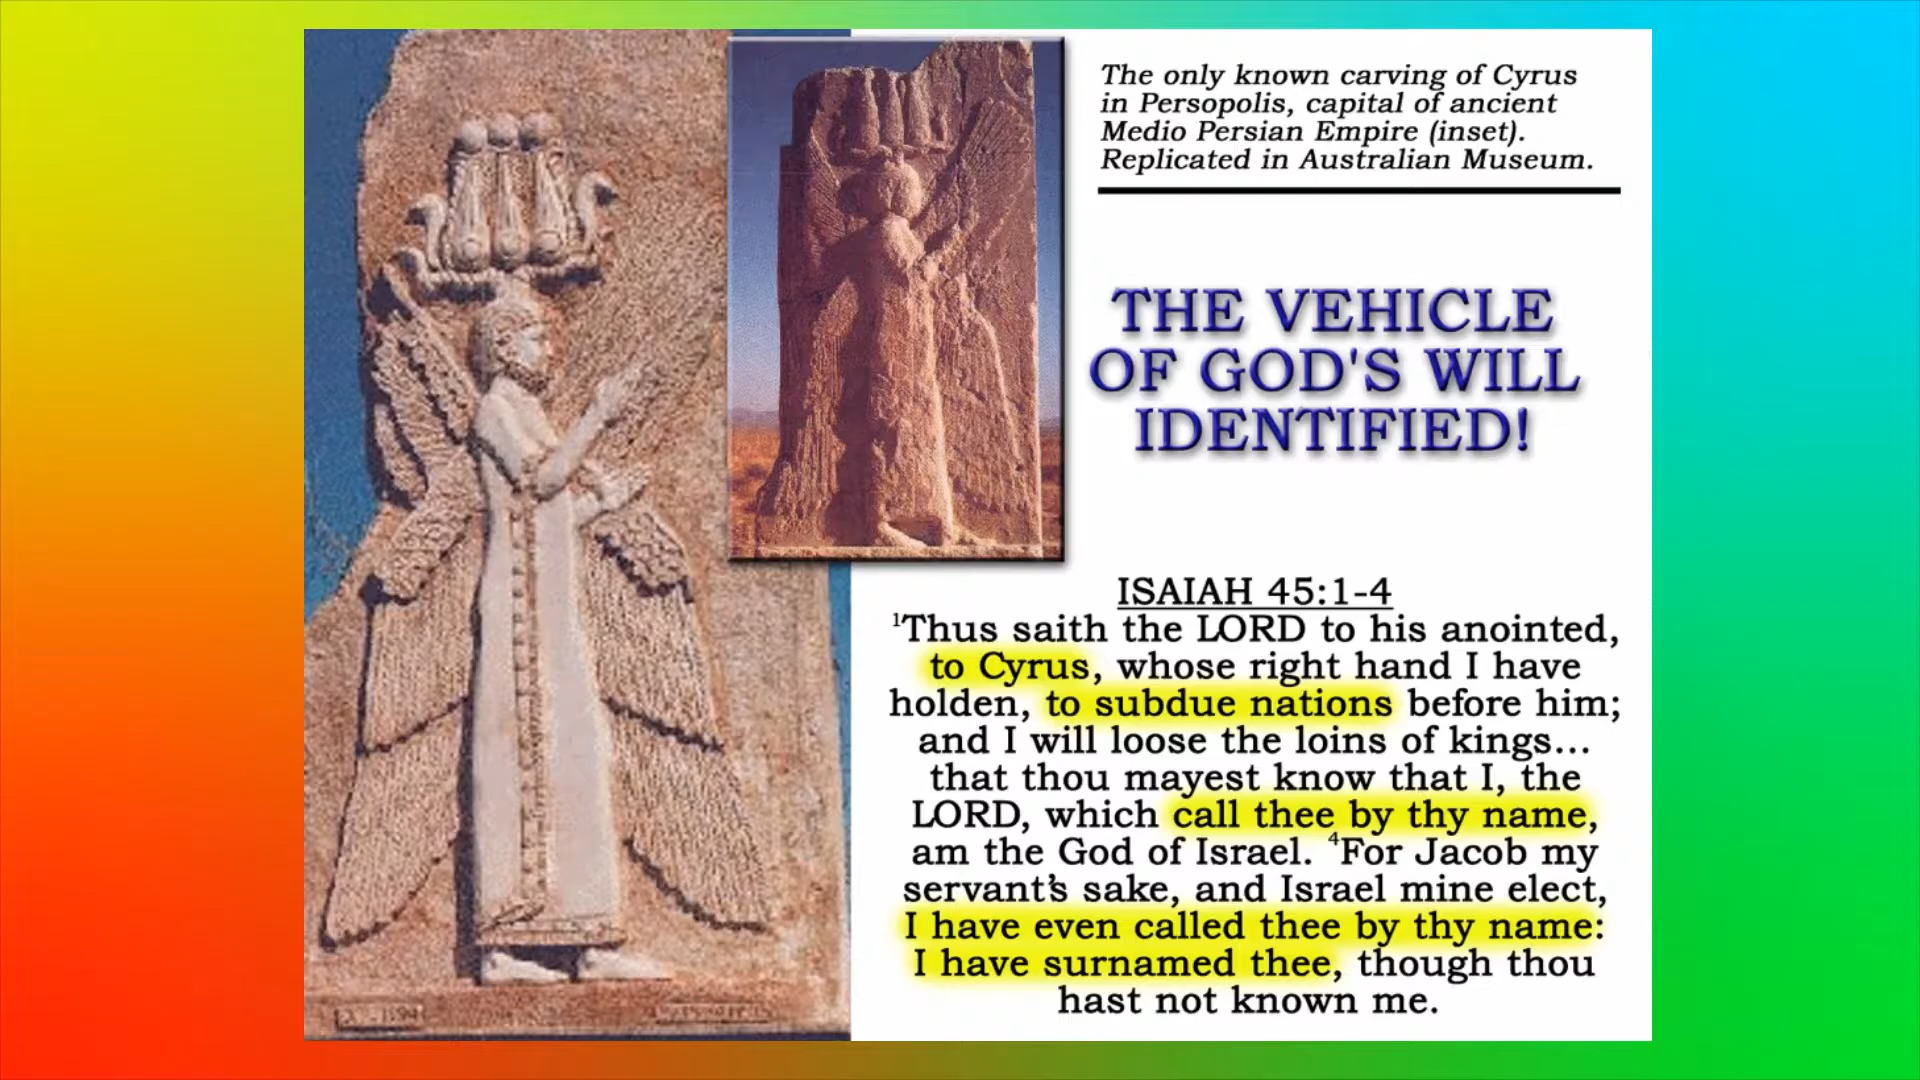 The only known carving of Cyrus
in Persopolis, capital of ancient
Medio Persian Empire (inset).
Replicated in Australian Museum.
THE VEHICLE
OF GOD'S WILL
IDENTIFIED!
ISAIAH 45:1-4
¹Thus saith the LORD to his anointed,
to Cyrus, whose right hand I have
holden, to subdue nations before him;
and I will loose the loins of kings...
that thou mayest know that I, the
LORD, which call thee by thy name,
am the God of Israel. ⁴For Jacob my
servant's sake, and Israel mine elect,
I have even called thee by thy name:
I have surnamed thee, though thou
hast not known me.